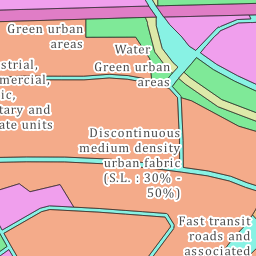 Green urban
areas
Water
Green urban
areas
strial,
mercial,
ic,
tary and
ate units
Discontinuous
medium density
urban fabric
(S.L. : 30% -
50%)
Fast transit
roads and
associated